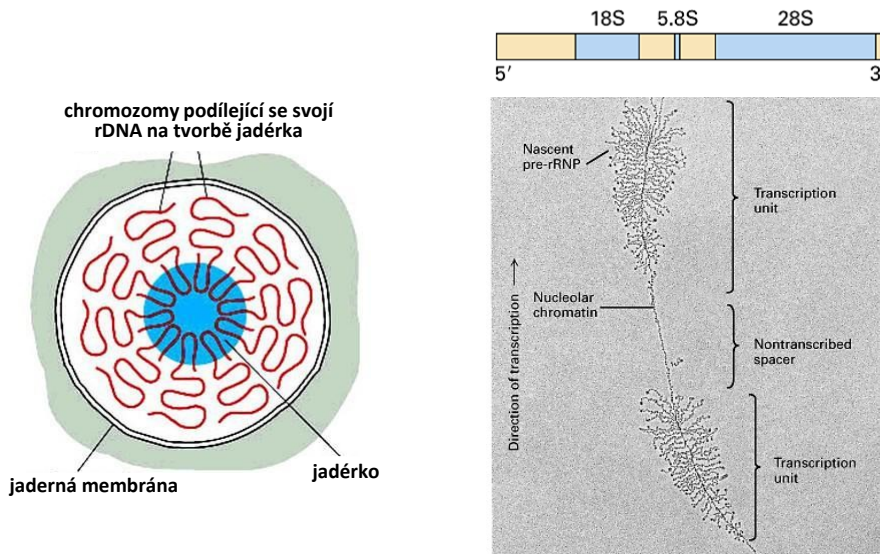 chromozomy podílející se svojí
rDNA na tvorbě jadérka
jaderná membrána
jadérko
18S 5.8S 28S
5′ 3
Nascent
pre-rRNP
Transcription
unit
Direction of transcription →
Nucleolar
chromatin
Nontranscribed
spacer
Transcription
unit